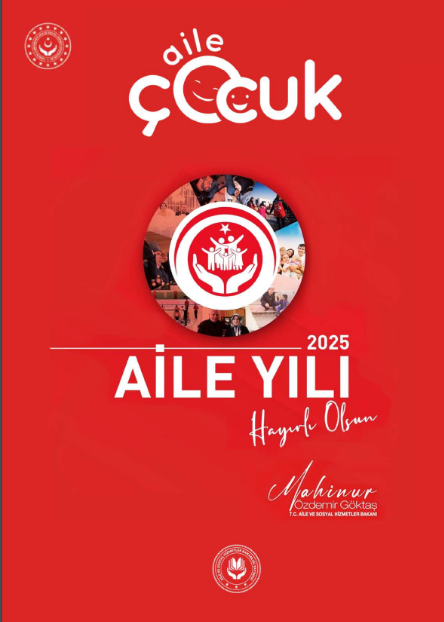 aile
çocuk
2025
AİLE YILI
Hayırlı Olsun
Mahinur
Özdemir Göktaş
T.C. AİLE VE SOSYAL HİZMETLER BAKANI